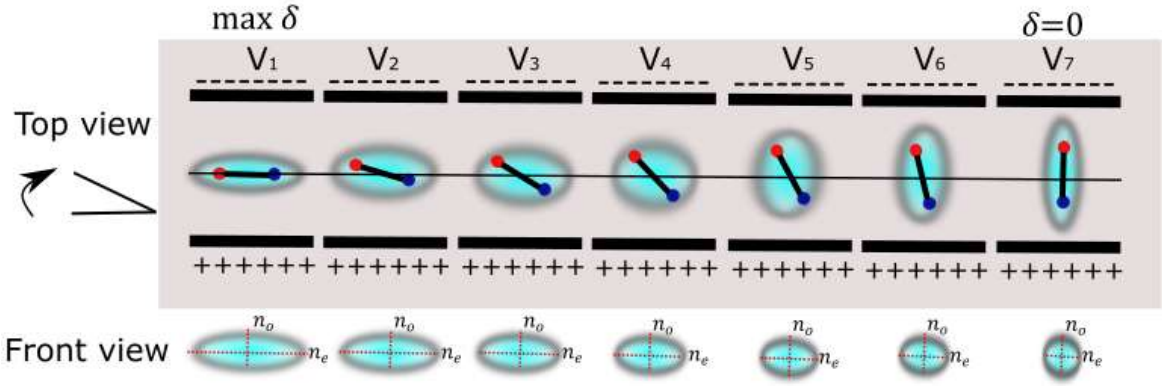 max δ δ=0
V₁ V₂ V₃ V₄ V₅ V₆ V₇
- - - - - - - - - - - - - - - - - - - - - - - - - - - - - - - - - - - - - - - - - - - - - - - - -
Top view
++++++ ++++++ ++++++ ++++++ ++++++ ++++++ ++++++
nₒ nₒ nₒ nₒ nₒ nₒ nₒ
Front view nₑ nₑ nₑ nₑ nₑ nₑ nₑ